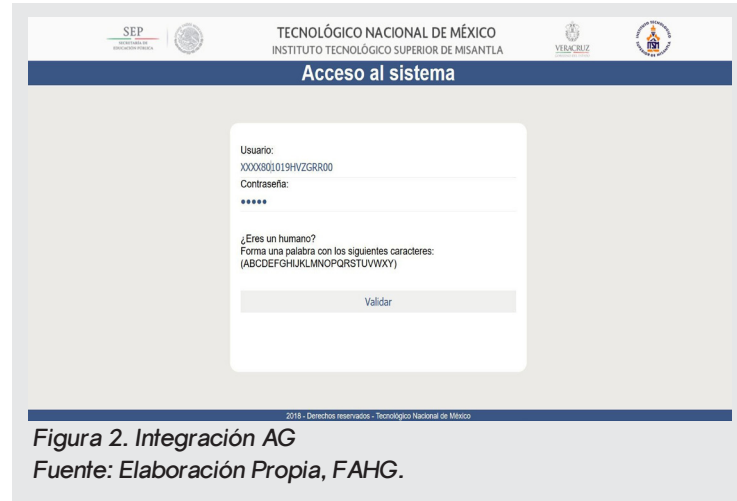 SEP
SECRETARÍA DE
EDUCACIÓN PÚBLICA
TECNOLÓGICO NACIONAL DE MÉXICO
INSTITUTO TECNOLÓGICO SUPERIOR DE MISANTLA
VERACRUZ
ITSM
Acceso al sistema
Usuario:
XXXX801019HVZGRR00
Contraseña:
¿Eres un humano?
Forma una palabra con los siguientes caracteres:
(ABCDEFGHIJKLMNOPQRSTUVWXY)
Validar
2018 - Derechos reservados - Tecnológico Nacional de México
Figura 2. Integración AG
Fuente: Elaboración Propia, FAHG.